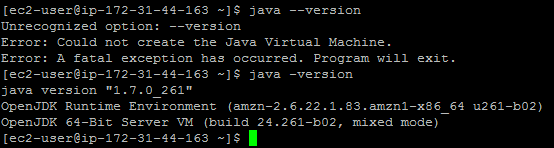 [ec2-user@ip-172-31-44-163 ~]$ java --version
Unrecognized option: --version
Error: Could not create the Java Virtual Machine.
Error: A fatal exception has occurred. Program will exit.
[ec2-user@ip-172-31-44-163 ~]$ java -version
java version "1.7.0_261"
OpenJDK Runtime Environment (amzn-2.6.22.1.83.amzn1-x86_64 u261-b02)
OpenJDK 64-Bit Server VM (build 24.261-b02, mixed mode)
[ec2-user@ip-172-31-44-163 ~]$